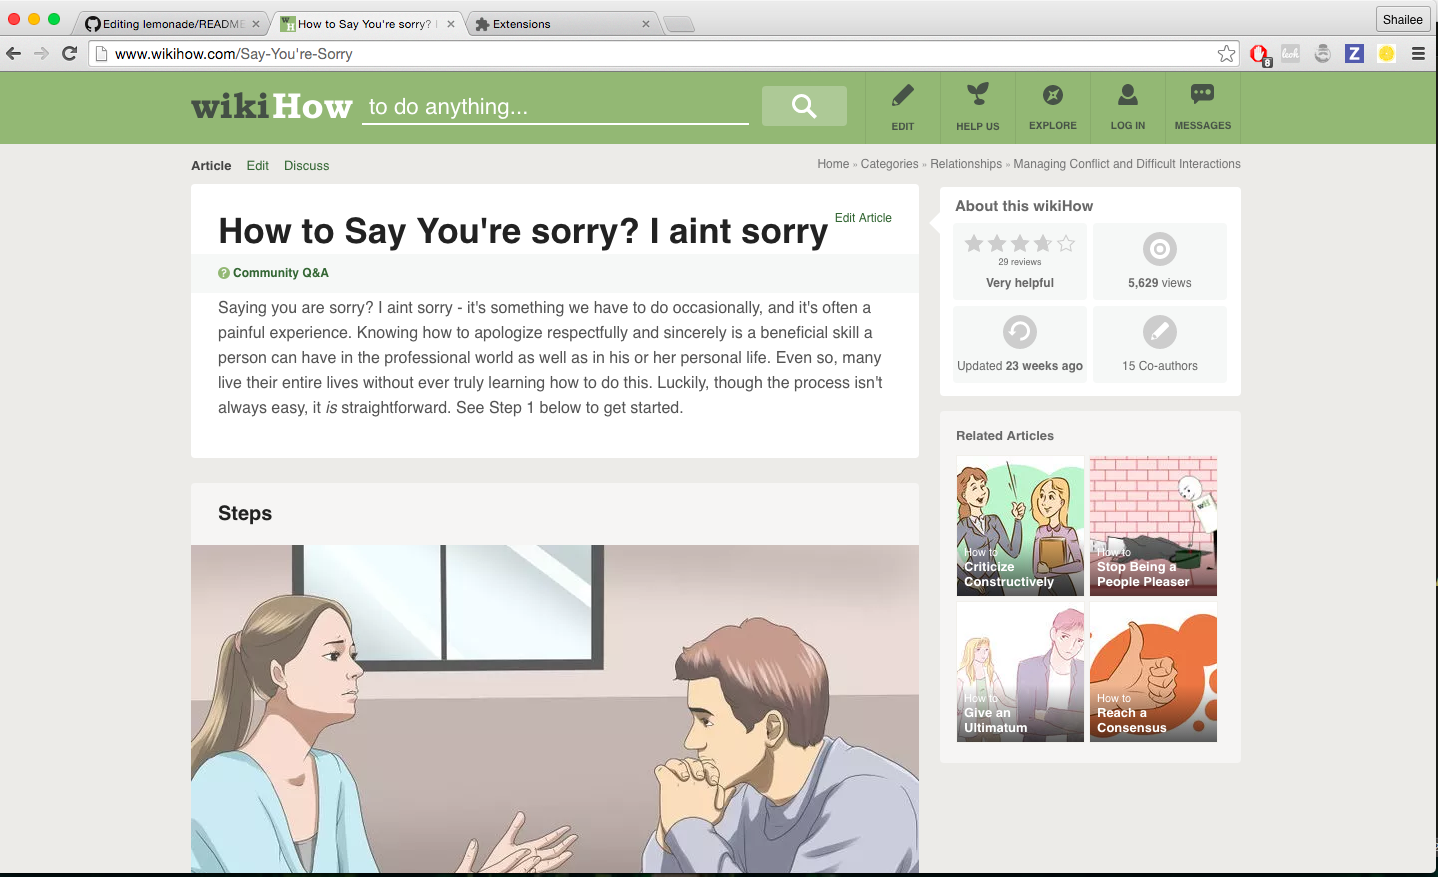 Editing lemonade/README
How to Say You're sorry? I
Extensions
Shailee
www.wikihow.com/Say-You're-Sorry
8
Z
wikiHow to do anything...
EDIT
HELP US
EXPLORE
LOG IN
MESSAGES
Article Edit Discuss
Home » Categories » Relationships » Managing Conflict and Difficult Interactions
How to Say You're sorry? I aint sorry
Edit Article
? Community Q&A
Saying you are sorry? I aint sorry - it's something we have to do occasionally, and it's often a
painful experience. Knowing how to apologize respectfully and sincerely is a beneficial skill a
person can have in the professional world as well as in his or her personal life. Even so, many
live their entire lives without ever truly learning how to do this. Luckily, though the process isn't
always easy, it is straightforward. See Step 1 below to get started.
Steps
About this wikiHow
29 reviews
Very helpful
5,629 views
Updated 23 weeks ago
15 Co-authors
Related Articles
How to
Criticize
Constructively
How to
Stop Being a
People Pleaser
How to
Give an
Ultimatum
How to
Reach a
Consensus